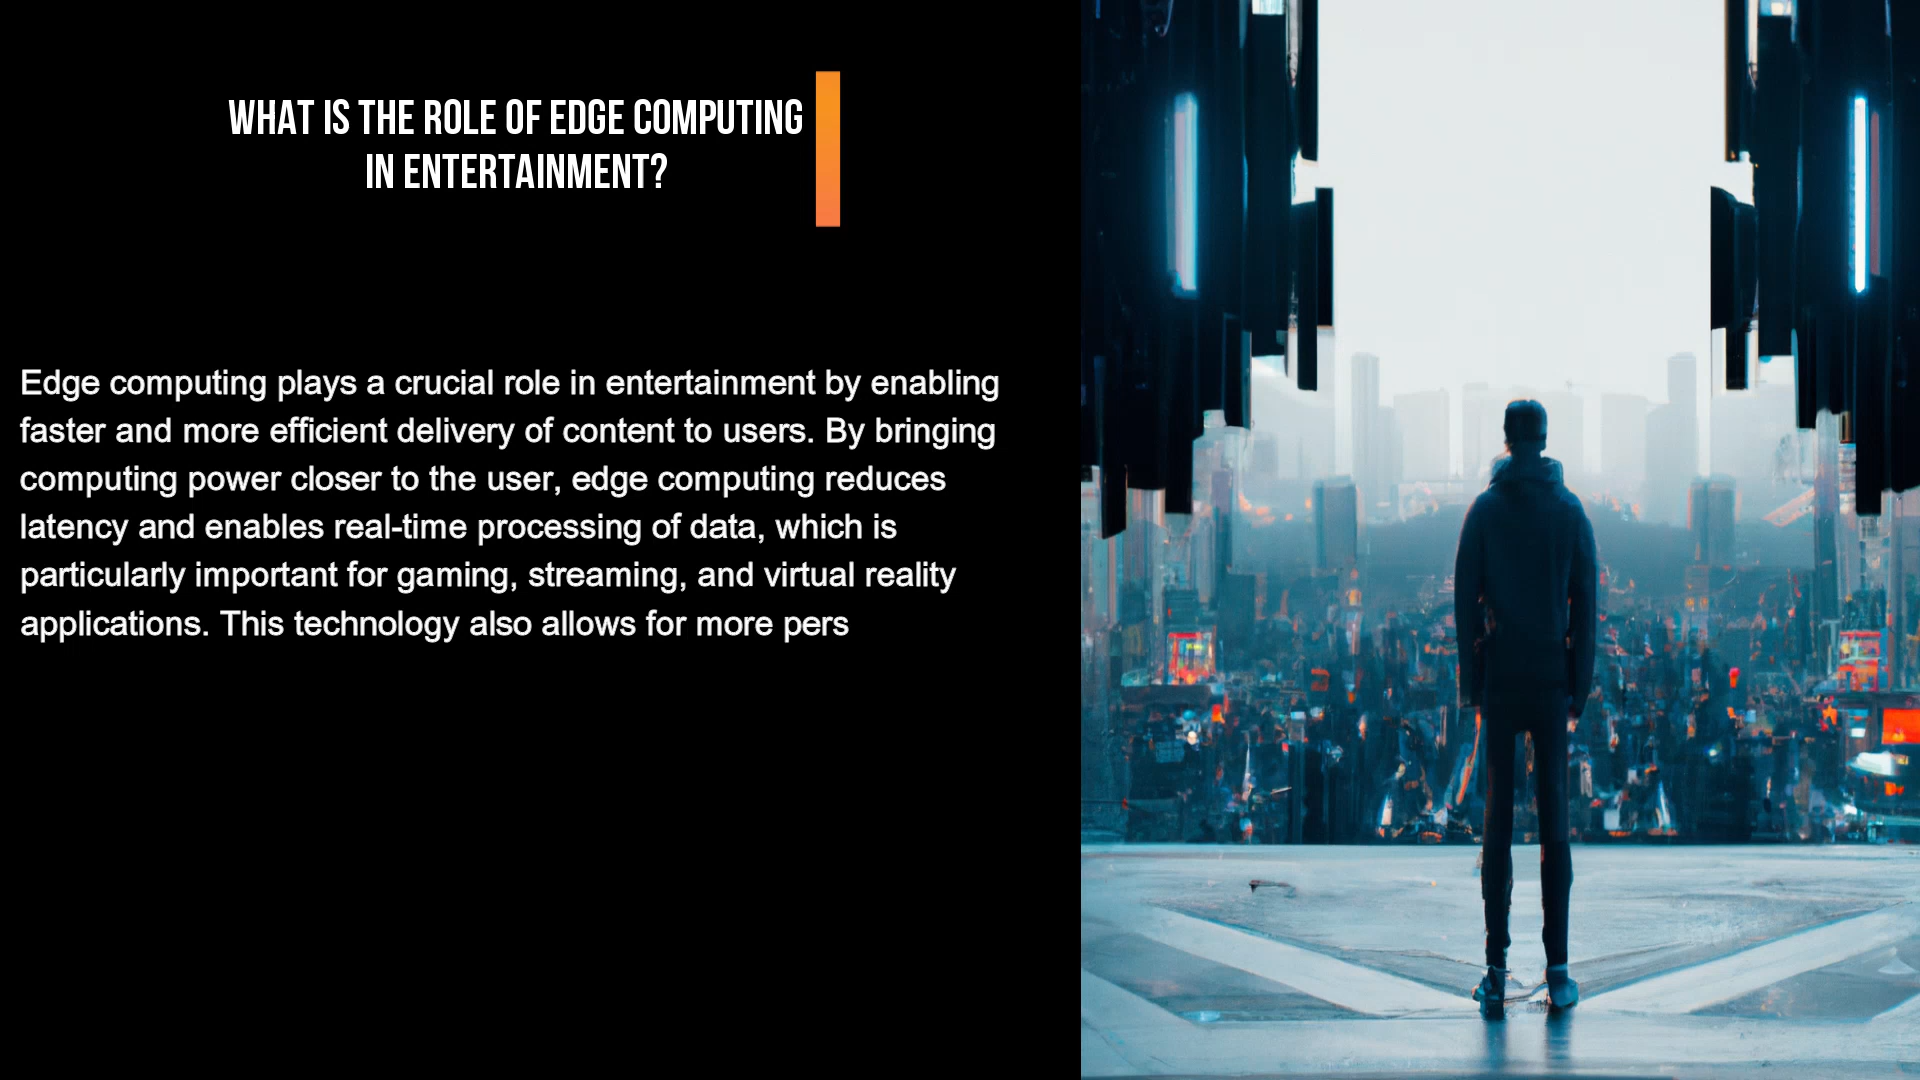 WHAT IS THE ROLE OF EDGE COMPUTING
IN ENTERTAINMENT?
Edge computing plays a crucial role in entertainment by enabling
faster and more efficient delivery of content to users. By bringing
computing power closer to the user, edge computing reduces
latency and enables real-time processing of data, which is
particularly important for gaming, streaming, and virtual reality
applications. This technology also allows for more pers